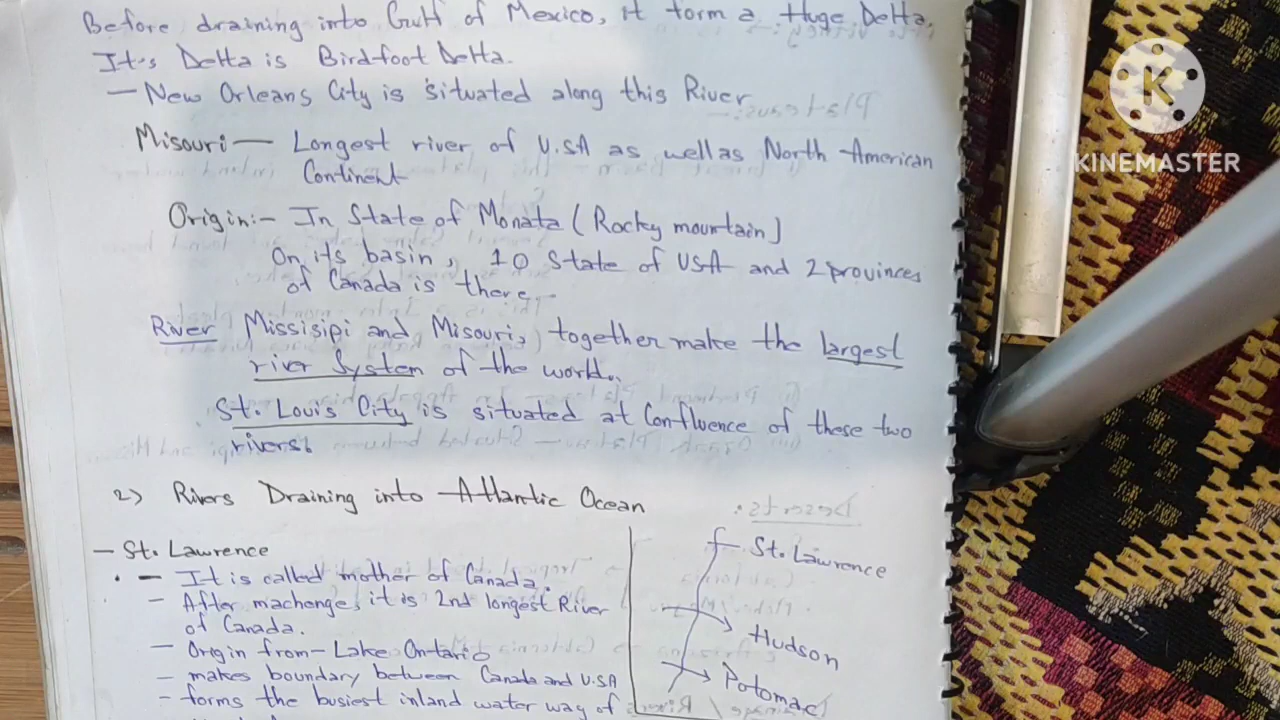 Before draining into Gulf of Mexico, it form a Huge Delta.
It's Delta is Birdfoot Delta.
— New Orleans City is situated along this River
Misouri — Longest river of U.S.A as well as North American
Continent
Origin:- In State of Monata (Rocky mountain)
On its basin, 10 State of USA and 2 provinces
of Canada is there.
River Missisipi and Misouri, together make the largest
river System of the world.
St. Louis City is situated at Confluence of these two
rivers.
2) Rivers Draining into Atlantic Ocean
— St. Lawrence
— It is called mother of Canada.
— After machenge, it is 2nd longest River
of Canada.
— Origin from - Lake Ontario
— makes boundary between Canada and U.S.A
— forms the busiest inland water way of
St. Lawrence
Hudson
Potomac
K
KINEMASTER